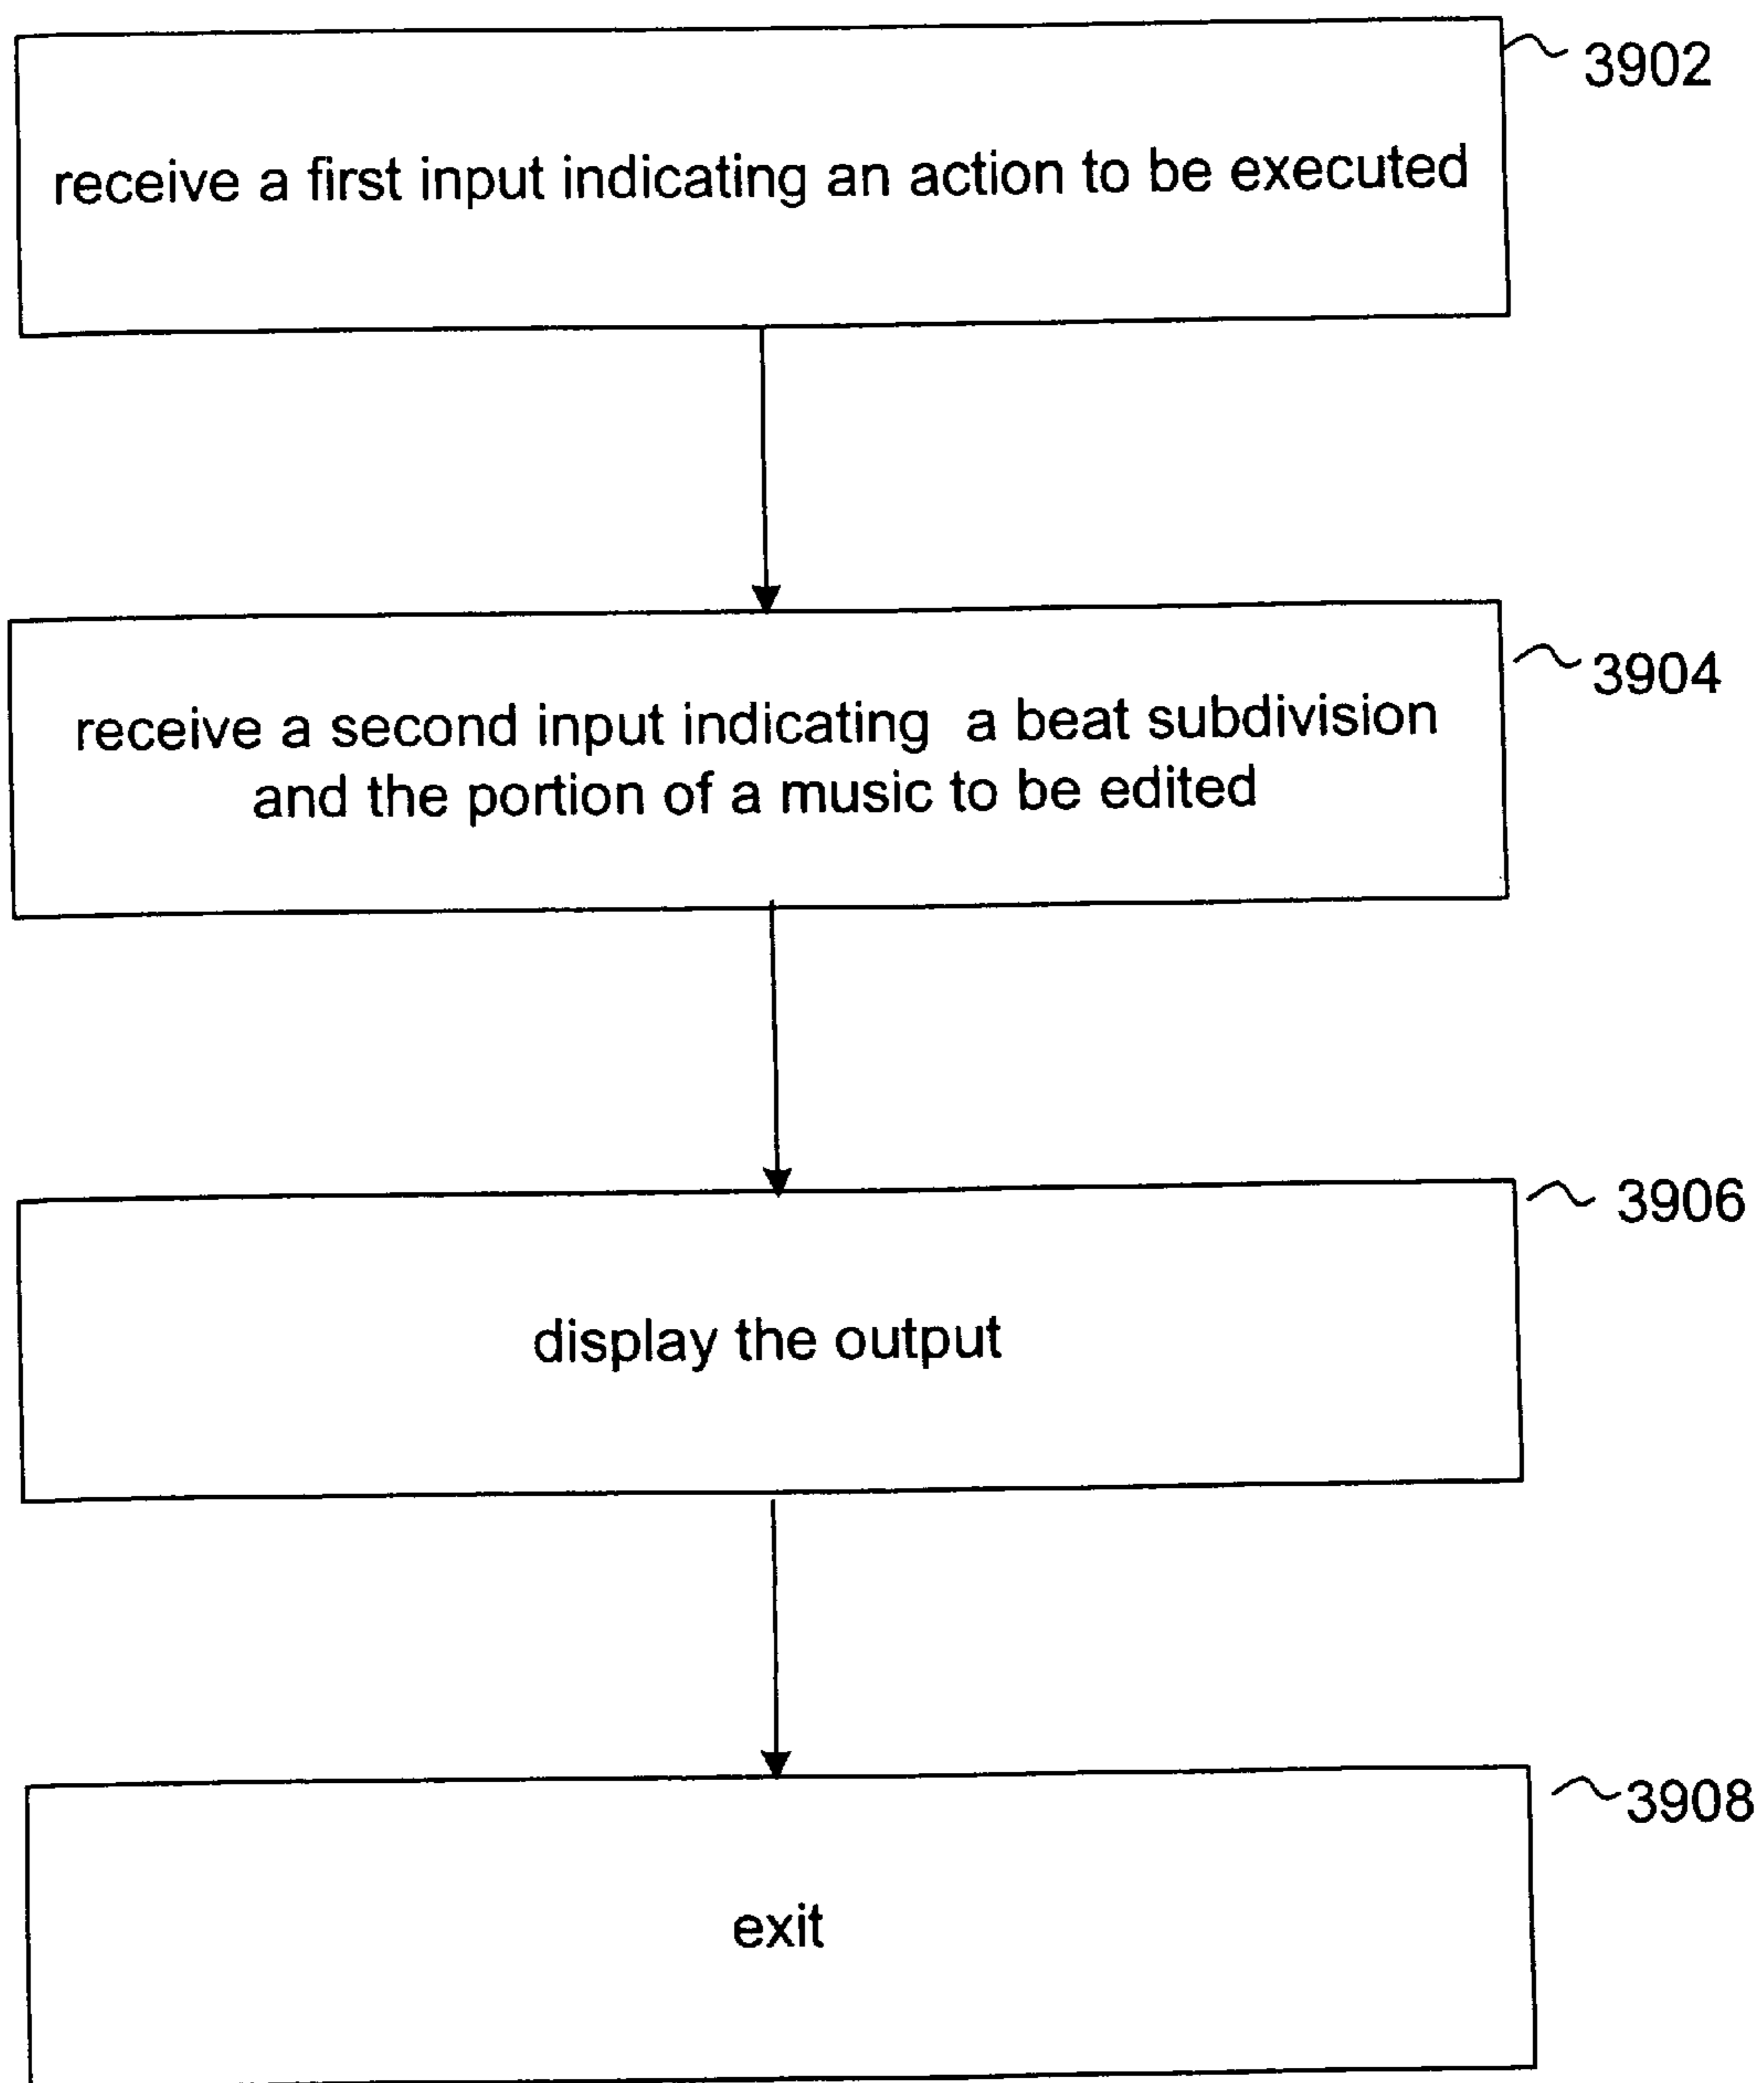 3902
receive a first input indicating an action to be executed
3904
receive a second input indicating a beat subdivision
and the portion of a music to be edited
3906
display the output
3908
exit